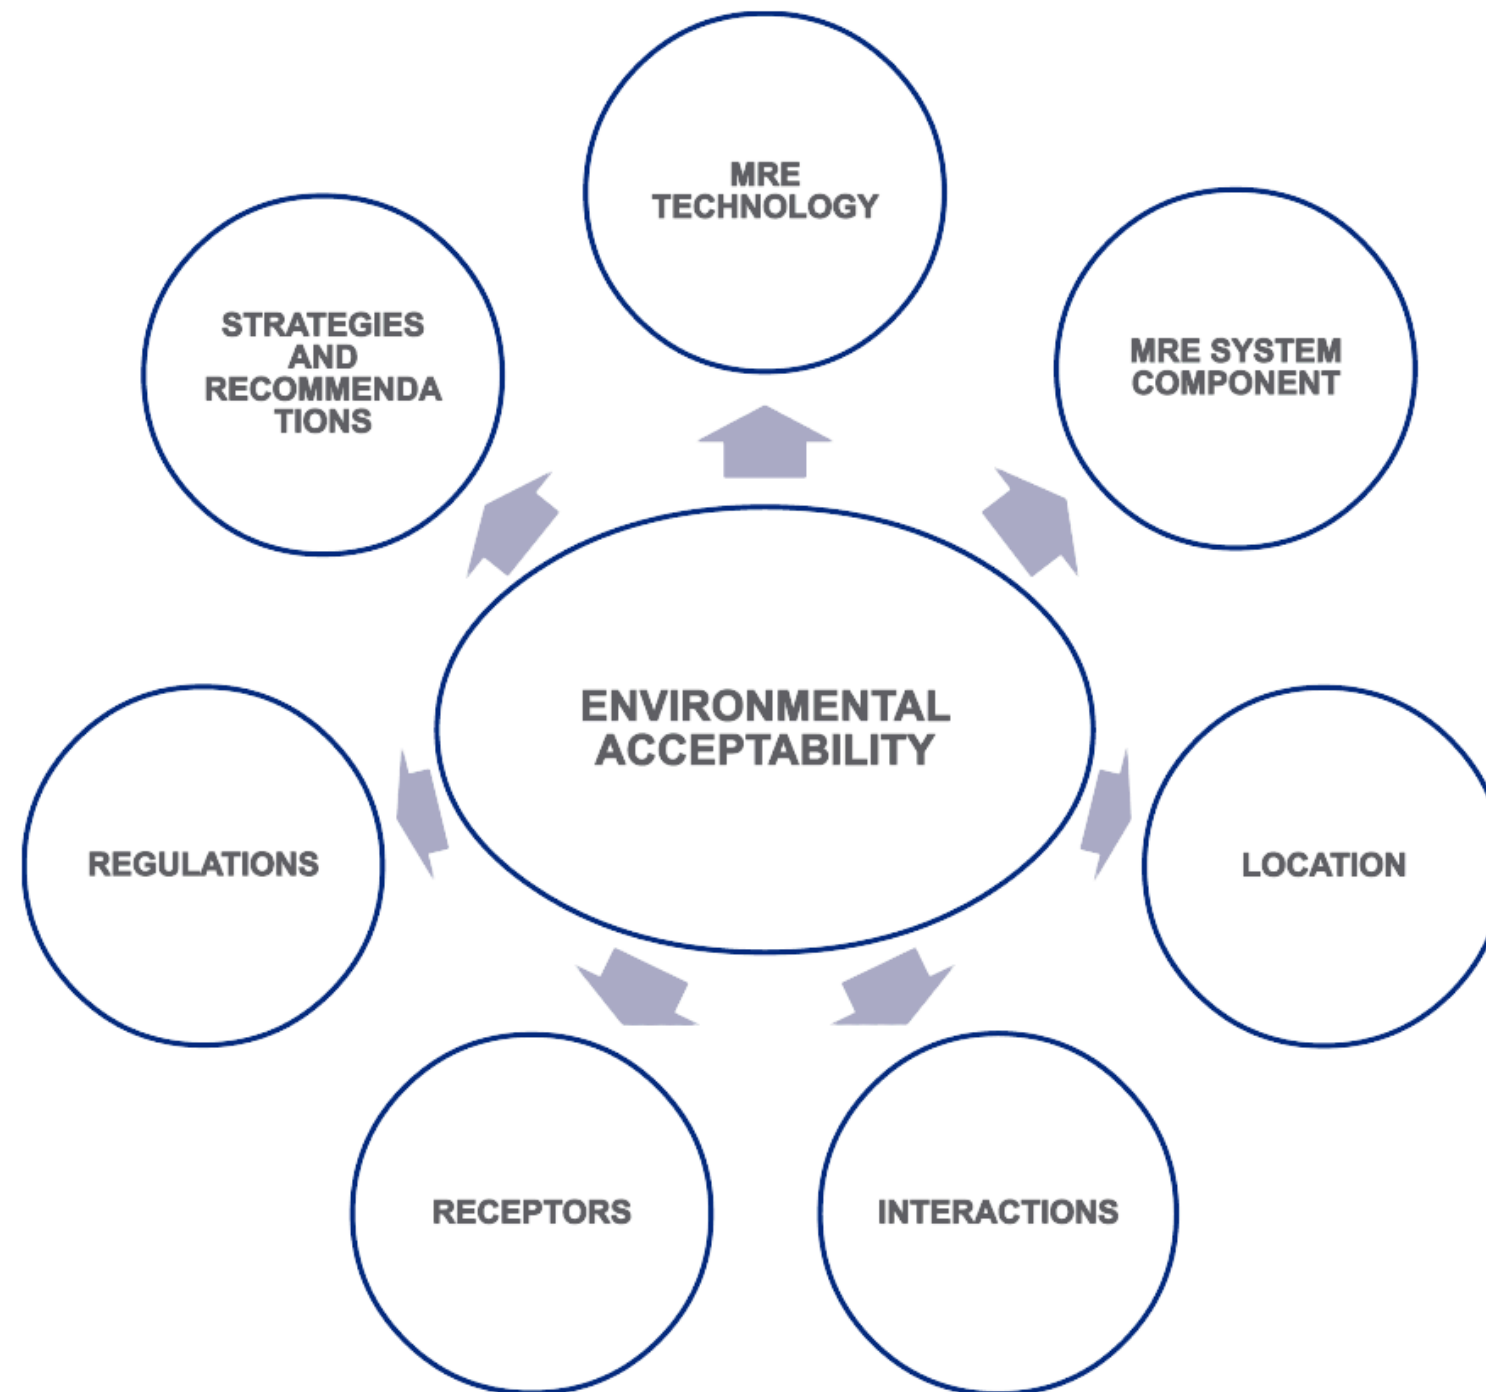 MRE
TECHNOLOGY
STRATEGIES
AND
RECOMMENDA
TIONS
MRE SYSTEM
COMPONENT
ENVIRONMENTAL
ACCEPTABILITY
REGULATIONS
LOCATION
RECEPTORS
INTERACTIONS